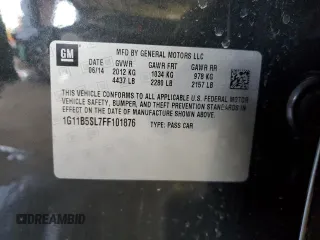 GM
MFD BY GENERAL MOTORS LLC
DATE GVWR GAWR FRT GAWR RR
06/14 2012 KG 1034 KG 978 KG
4437 LB 2280 LB 2157 LB
THIS VEHICLE CONFORMS TO ALL APPLICABLE U.S. FEDERAL MOTOR VEHICLE
SAFETY, BUMPER, AND THEFT PREVENTION STANDARDS IN
EFFECT ON THE DATE OF MANUFACTURE SHOWN ABOVE.
1G11B5SL7FF101876 TYPE: PASS CAR
DREAMBID